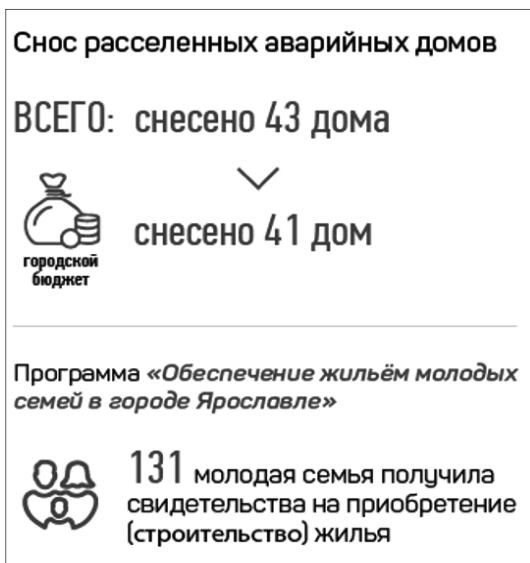 Снос расселенных аварийных домов
ВСЕГО: снесено 43 дома
снесено 41 дом
городской
бюджет
Программа «Обеспечение жильём молодых
семей в городе Ярославле»
131 молодая семья получила
свидетельства на приобретение
(строительство) жилья